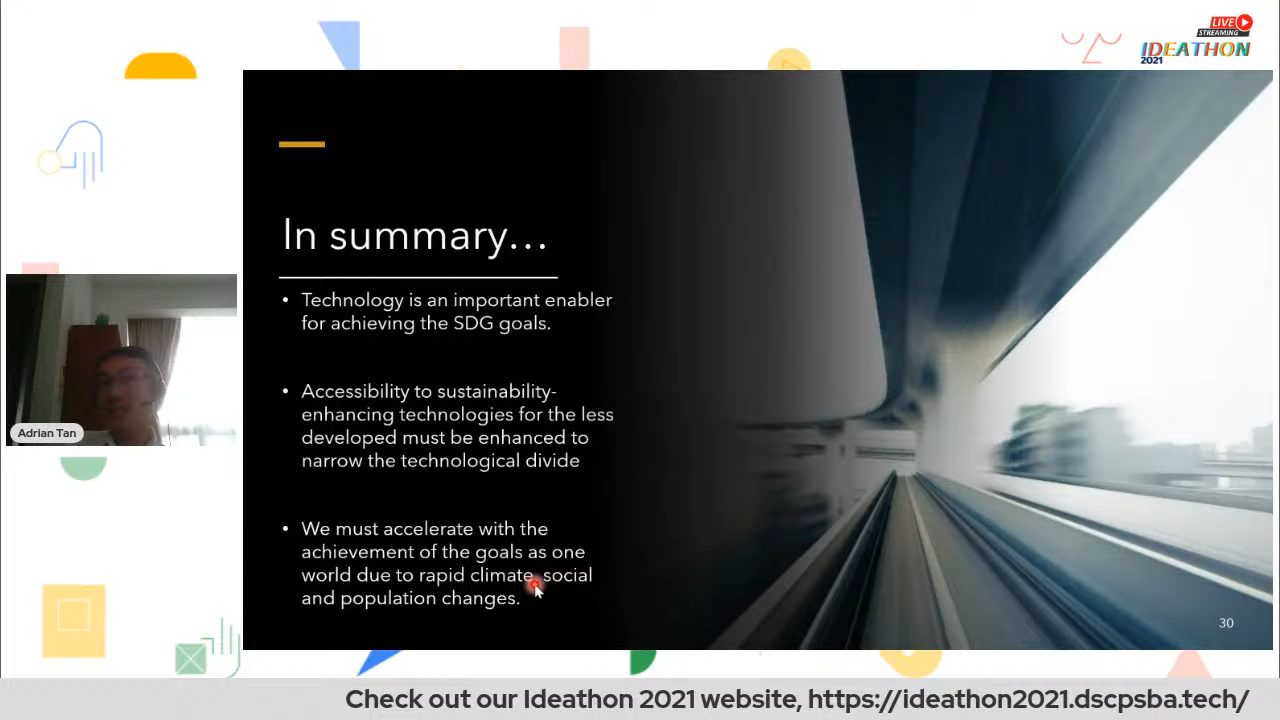 LIVE
STREAMING
IDEATHON
2021
In summary...
• Technology is an important enabler
for achieving the SDG goals.
• Accessibility to sustainability-
enhancing technologies for the less
developed must be enhanced to
narrow the technological divide
• We must accelerate with the
achievement of the goals as one
world due to rapid climate, social
and population changes.
30
Adrian Tan
Check out our Ideathon 2021 website, https://ideathon2021.dscpsba.tech/